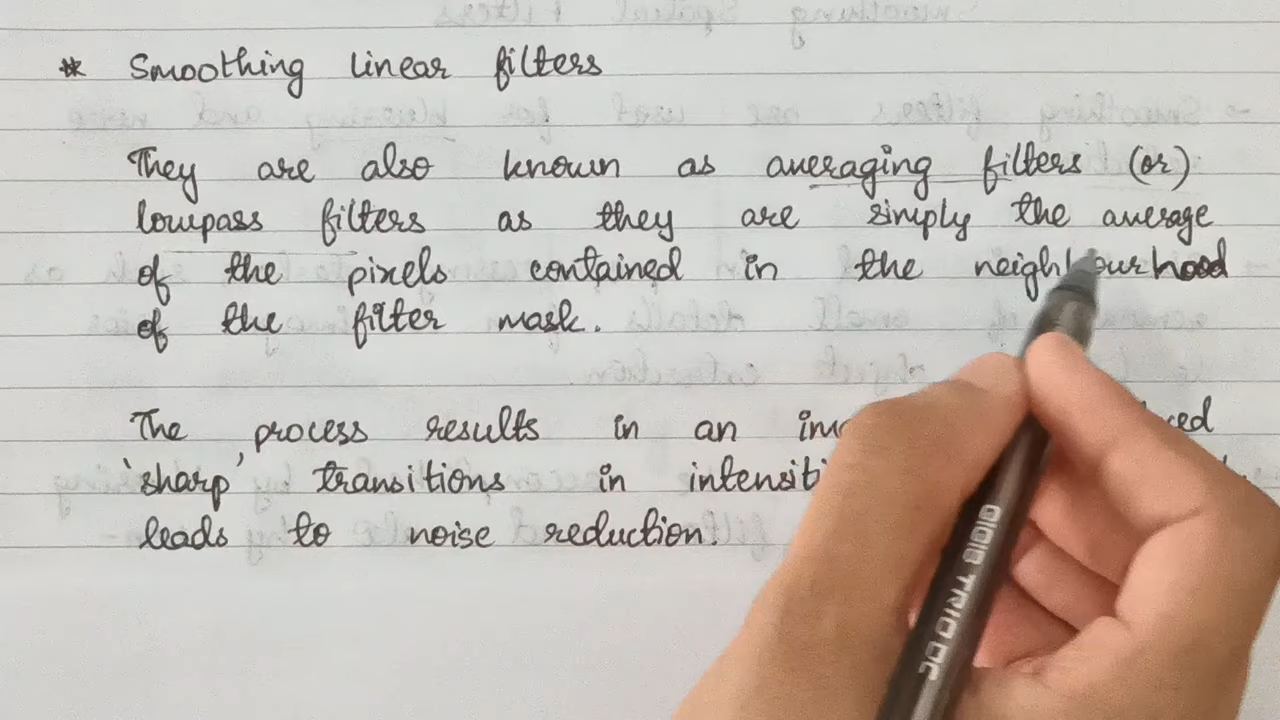 * Smoothing linear filters
They are also known as averaging filters (or)
lowpass filters as they are simply the average
of the pixels contained in the neighbourhood
of the filter mask.
The process results in an
'sharp' transitions in
leads to noise reduction.
TRIO DC